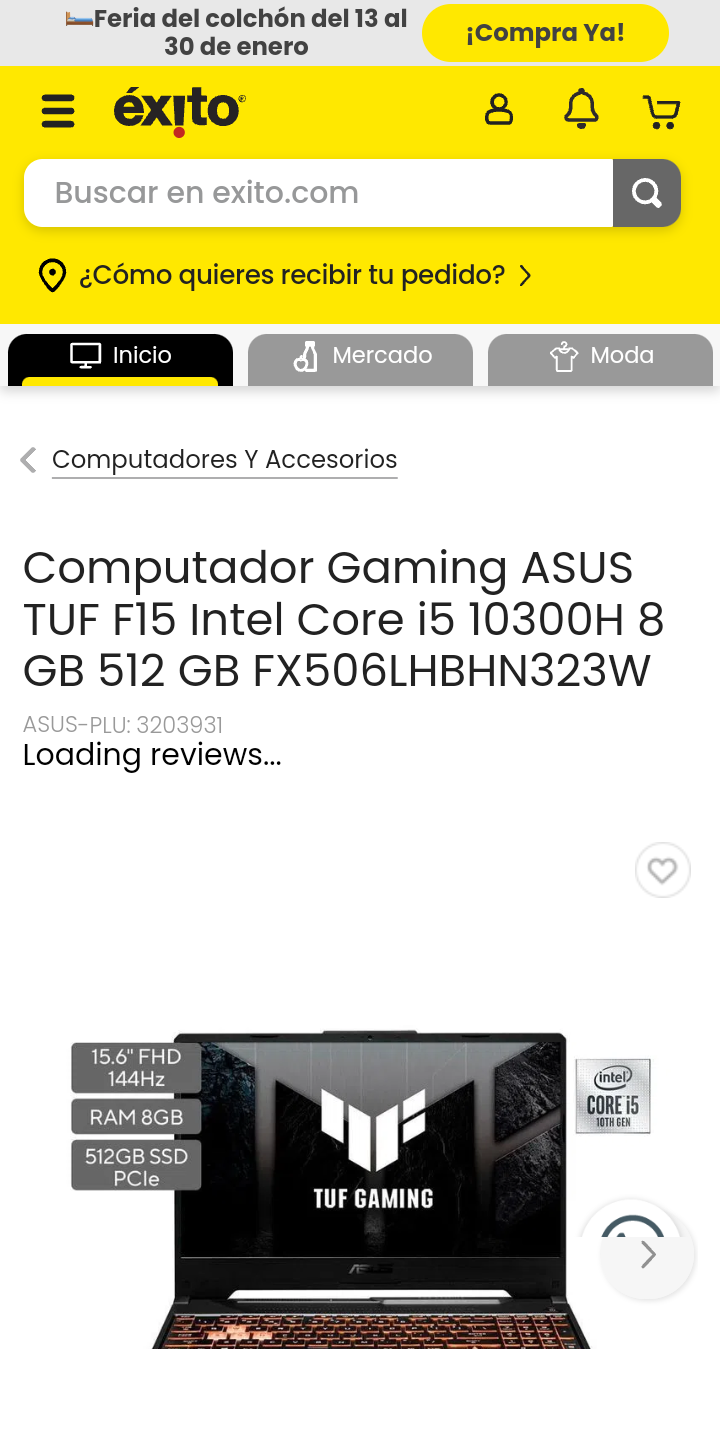 🛏️Feria del colchón del 13 al
30 de enero
¡Compra Ya!
éxito®
Buscar en exito.com
¿Cómo quieres recibir tu pedido?
Inicio
Mercado
Moda
Computadores Y Accesorios
Computador Gaming ASUS
TUF F15 Intel Core i5 10300H 8
GB 512 GB FX506LHBHN323W
ASUS-PLU: 3203931
Loading reviews...
15.6" FHD
144Hz
RAM 8GB
512GB SSD
PCIe
TUF GAMING
ASUS
intel
CORE i5
10TH GEN